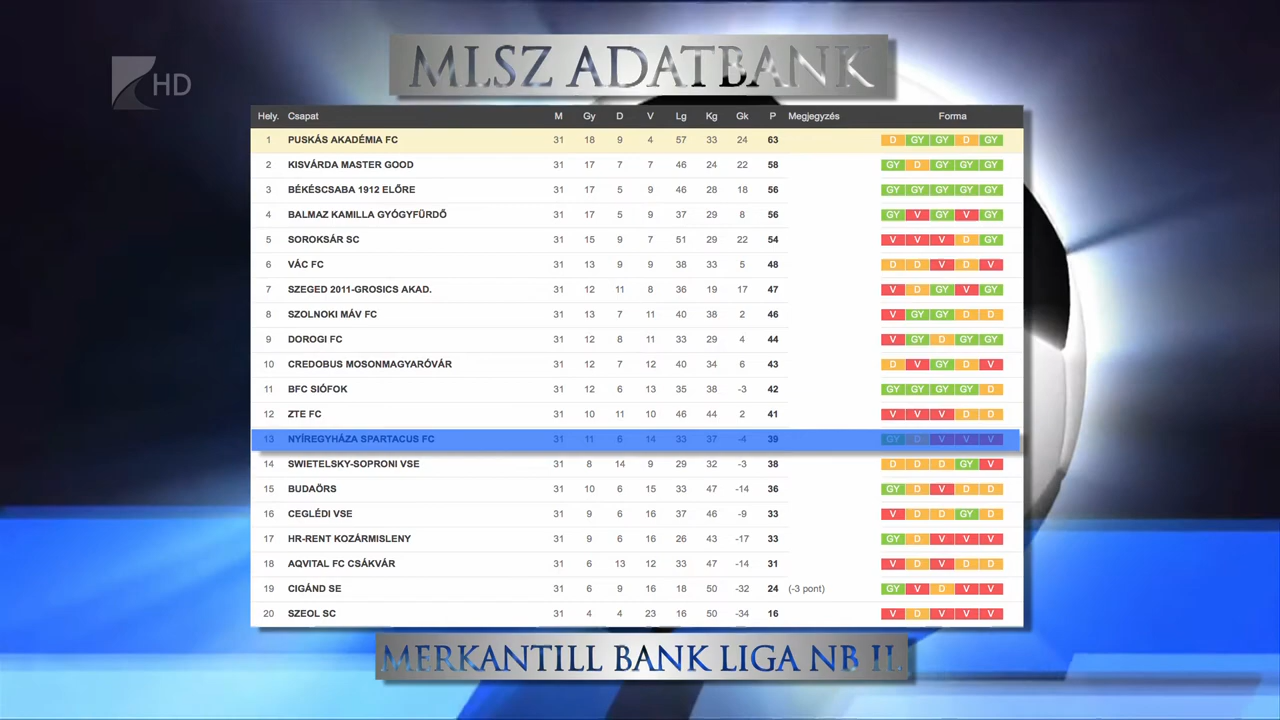 HD
MLSZ ADATBANK
Hely. Csapat M Gy D V Lg Kg Gk P Megjegyzés Forma
1 PUSKÁS AKADÉMIA FC 31 18 9 4 57 33 24 63 D GY GY D GY
2 KISVÁRDA MASTER GOOD 31 17 7 7 46 24 22 58 GY D GY GY GY
3 BÉKÉSCSABA 1912 ELŐRE 31 17 5 9 46 28 18 56 GY GY GY GY GY
4 BALMAZ KAMILLA GYÓGYFÜRDŐ 31 17 5 9 37 29 8 56 GY V GY V GY
5 SOROKSÁR SC 31 15 9 7 51 29 22 54 V V V D GY
6 VÁC FC 31 13 9 9 38 33 5 48 D D V D V
7 SZEGED 2011-GROSICS AKAD. 31 12 11 8 36 19 17 47 V D GY V GY
8 SZOLNOKI MÁV FC 31 13 7 11 40 38 2 46 V GY GY D D
9 DOROGI FC 31 12 8 11 33 29 4 44 V GY D GY GY
10 CREDOBUS MOSONMAGYARÓVÁR 31 12 7 12 40 34 6 43 D V GY D V
11 BFC SIÓFOK 31 12 6 13 35 38 -3 42 GY GY GY GY D
12 ZTE FC 31 10 11 10 46 44 2 41 V V V D D
13 NYÍREGYHÁZA SPARTACUS FC 31 11 6 14 33 37 -4 39 GY D V V V
14 SWIETELSKY-SOPRONI VSE 31 8 14 9 29 32 -3 38 D D D GY V
15 BUDAÖRS 31 10 6 15 33 47 -14 36 GY D V D D
16 CEGLÉDI VSE 31 9 6 16 37 46 -9 33 V D D GY D
17 HR-RENT KOZÁRMISLENY 31 9 6 16 26 43 -17 33 GY D V V V
18 AQVITAL FC CSÁKVÁR 31 6 13 12 33 47 -14 31 V D V D D
19 CIGÁND SE 31 6 9 16 18 50 -32 24 (-3 pont) GY V D V V
20 SZEOL SC 31 4 4 23 16 50 -34 16 V D V V V
MERKANTILL BANK LIGA NB II.